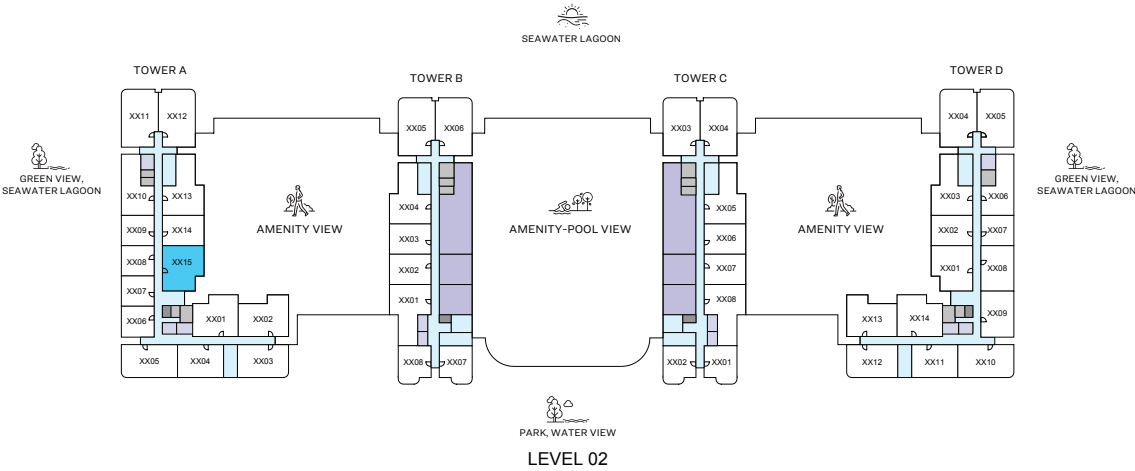 SEAWATER LAGOON
TOWER A
TOWER B
TOWER C
TOWER D
XX11
XX12
XX05
XX06
XX03
XX04
XX04
XX05
GREEN VIEW,
SEAWATER LAGOON
GREEN VIEW,
SEAWATER LAGOON
XX10
XX13
XX04
XX05
XX03
XX06
XX09
XX14
AMENITY VIEW
XX03
AMENITY-POOL VIEW
XX06
AMENITY VIEW
XX02
XX07
XX08
XX15
XX02
XX07
XX01
XX08
XX07
XX01
XX08
XX06
XX01
XX02
XX13
XX14
XX09
XX05
XX04
XX03
XX08
XX07
XX02
XX01
XX12
XX11
XX10
PARK, WATER VIEW
LEVEL 02